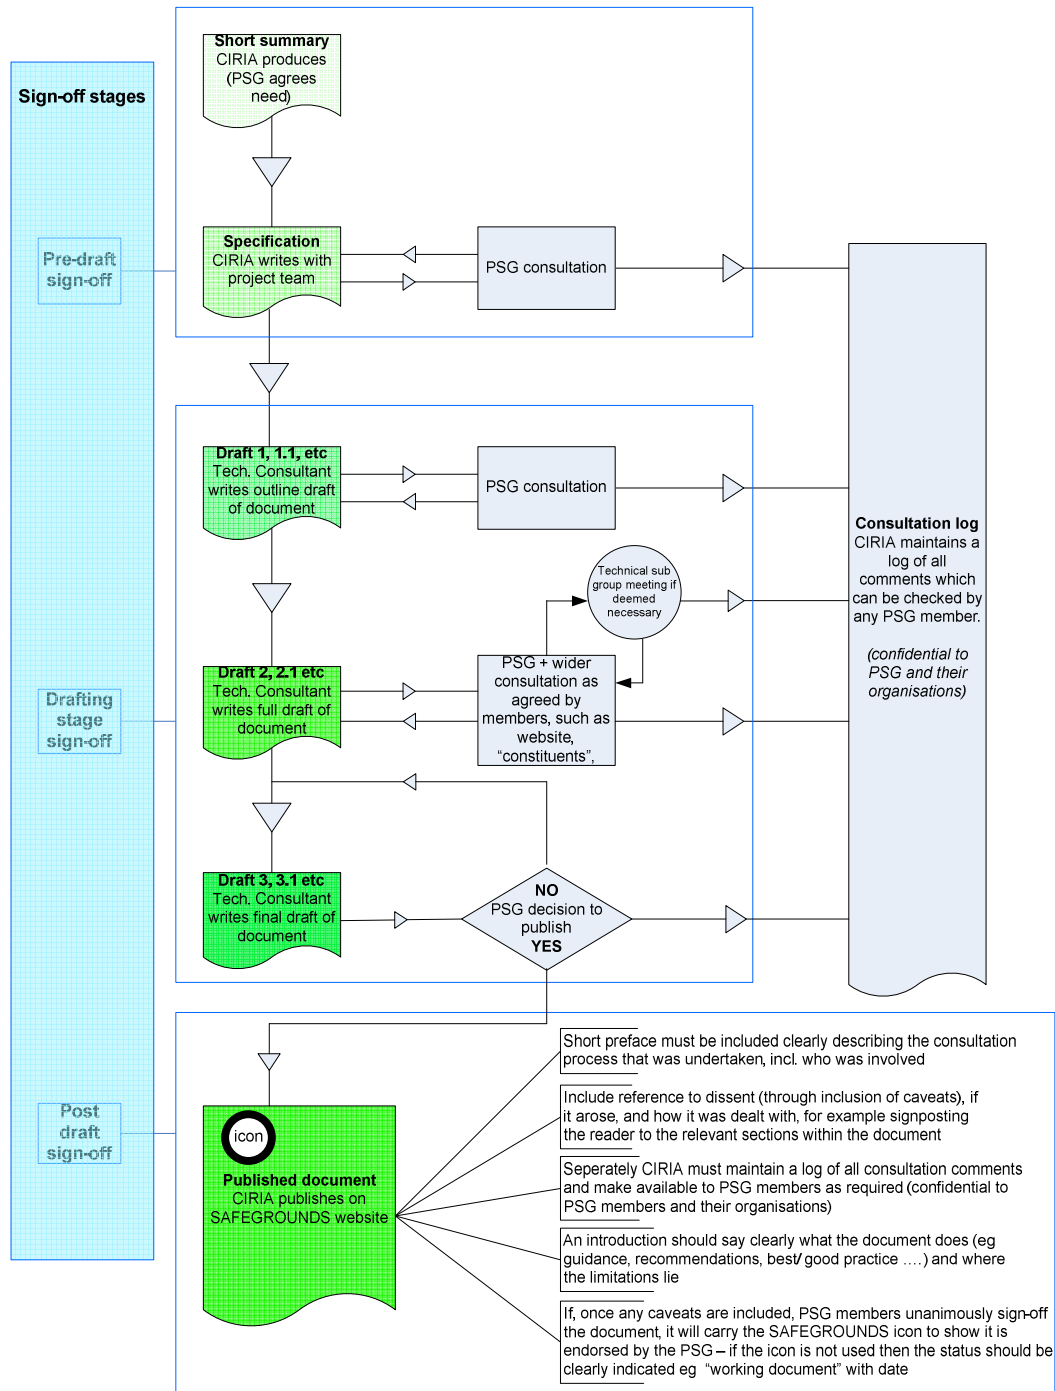 Sign-off stages
Short summary
CIRIA produces
(PSG agrees
need)
Pre-draft
sign-off
Specification
CIRIA writes with
project team
PSG consultation
Draft 1, 1.1, etc
Tech. Consultant
writes outline draft
of document
PSG consultation
Consultation log
CIRIA maintains a
log of all
comments which
can be checked by
any PSG member.
(confidential to
PSG and their
organisations)
Technical sub
group meeting if
deemed
necessary
Drafting
stage
sign-off
Draft 2, 2.1 etc
Tech. Consultant
writes full draft of
document
PSG + wider
consultation as
agreed by
members, such as
website,
“constituents”,
Draft 3, 3.1 etc
Tech. Consultant
writes final draft of
document
NO
PSG decision to
publish
YES
Post
draft
sign-off
icon
Published document
CIRIA publishes on
SAFEGROUNDS website
Short preface must be included clearly describing the consultation
process that was undertaken, incl. who was involved
Include reference to dissent (through inclusion of caveats), if
it arose, and how it was dealt with, for example signposting
the reader to the relevant sections within the document
Seperately CIRIA must maintain a log of all consultation comments
and make available to PSG members as required (confidential to
PSG members and their organisations)
An introduction should say clearly what the document does (eg
guidance, recommendations, best/ good practice ….) and where
the limitations lie
If, once any caveats are included, PSG members unanimously sign-off
the document, it will carry the SAFEGROUNDS icon to show it is
endorsed by the PSG – if the icon is not used then the status should be
clearly indicated eg “working document” with date